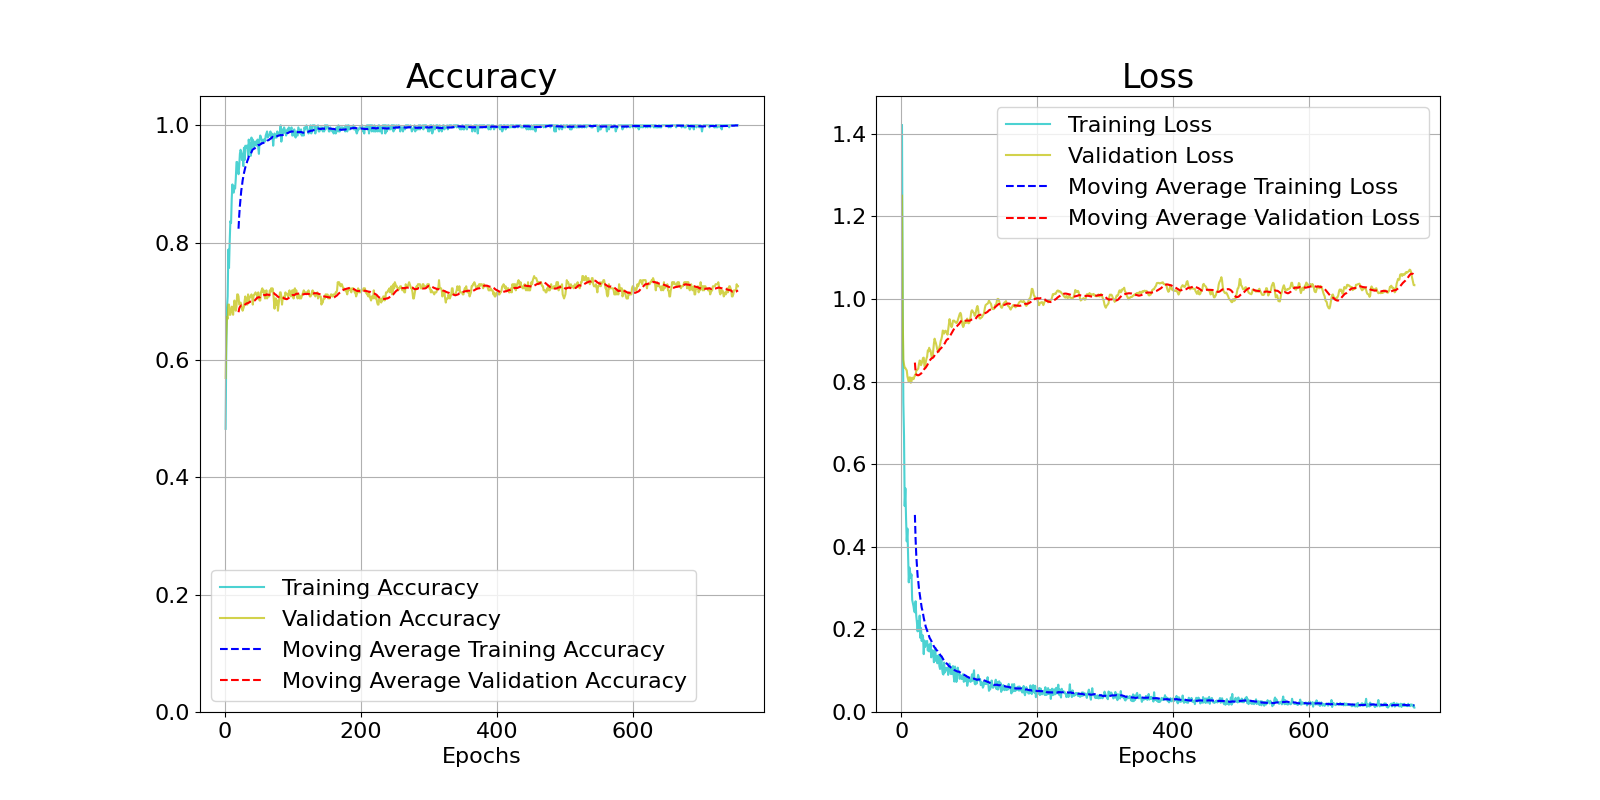 Accuracy
1.0
0.8
0.6
0.4
0.2
0.0
Training Accuracy
Validation Accuracy
Moving Average Training Accuracy
Moving Average Validation Accuracy
0 200 400 600
Epochs
Loss
1.4
1.2
1.0
0.8
0.6
0.4
0.2
0.0
Training Loss
Validation Loss
Moving Average Training Loss
Moving Average Validation Loss
0 200 400 600
Epochs